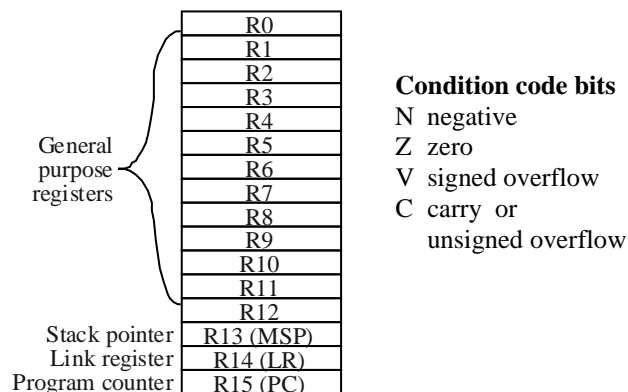 R0
R1
R2
R3
R4
R5
R6
R7
R8
R9
R10
R11
R12
R13 (MSP)
R14 (LR)
R15 (PC)
General
purpose
registers
Stack pointer
Link register
Program counter
Condition code bits
N negative
Z zero
V signed overflow
C carry or
unsigned overflow